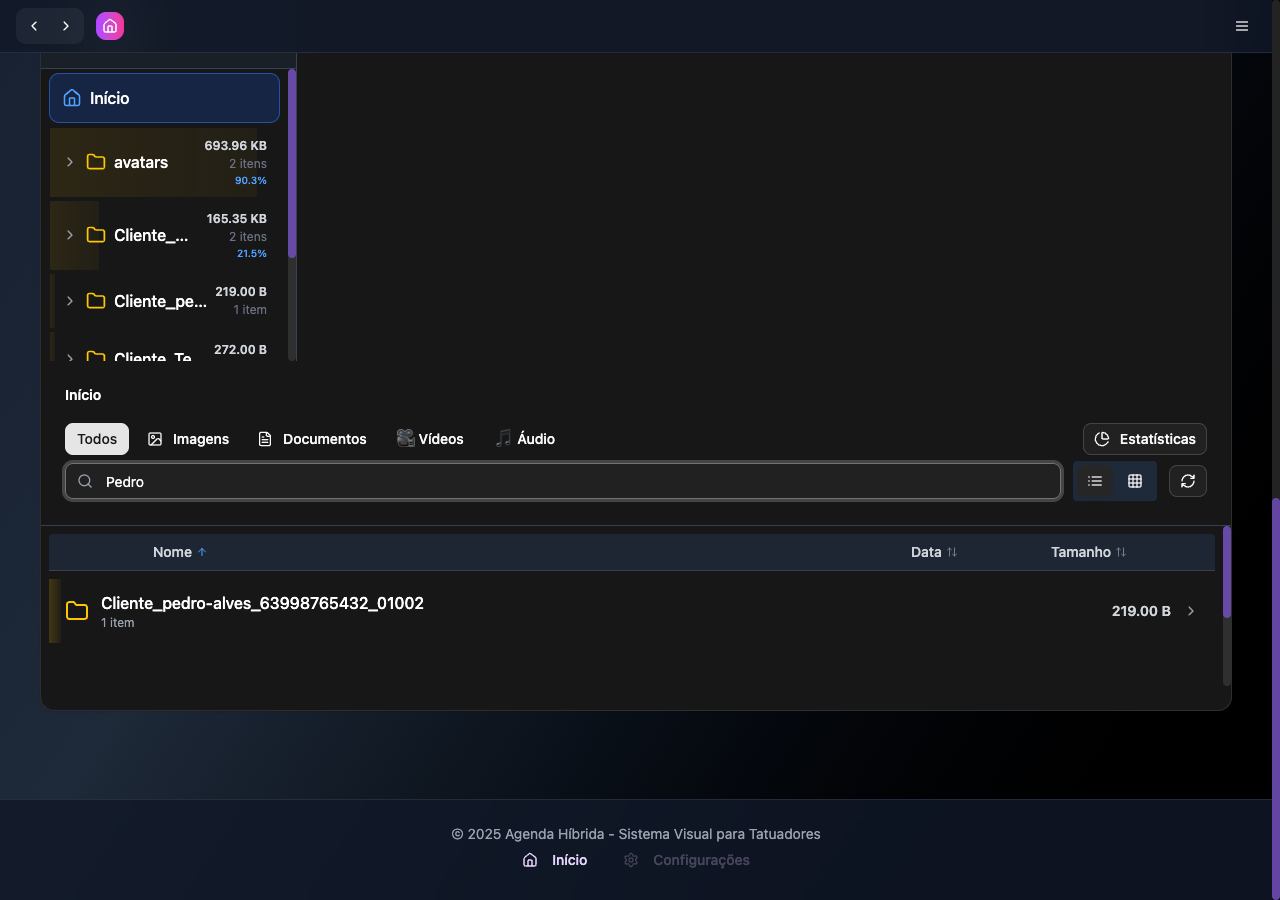 Início
693.96 KB
avatars
2 itens
90.3%
165.35 KB
Cliente_...
2 itens
21.5%
219.00 B
Cliente_pe...
1 item
272.00 B
Cliente_Te
Início
Todos
Imagens
Documentos
Vídeos
Áudio
Estatísticas
Pedro
Nome
Data
Tamanho
Cliente_pedro-alves_63998765432_01002
1 item
219.00 B
© 2025 Agenda Híbrida - Sistema Visual para Tatuadores
Início
Configurações